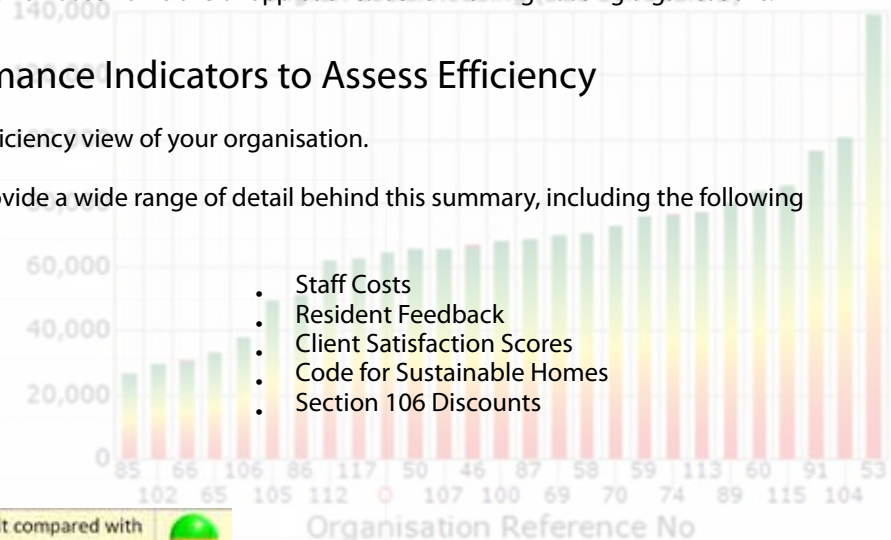 140,000
mance Indicators to Assess Efficiency
iciency view of your organisation.
ovide a wide range of detail behind this summary, including the following
60,000
• Staff Costs
• Resident Feedback
40,000
• Client Satisfaction Scores
• Code for Sustainable Homes
20,000
• Section 106 Discounts
0
85 66 106 86 117 50 46 87 58 59 113 60 91 53
102 65 105 112 0 107 100 69 70 74 89 115 104
it compared with
Organisation Reference No